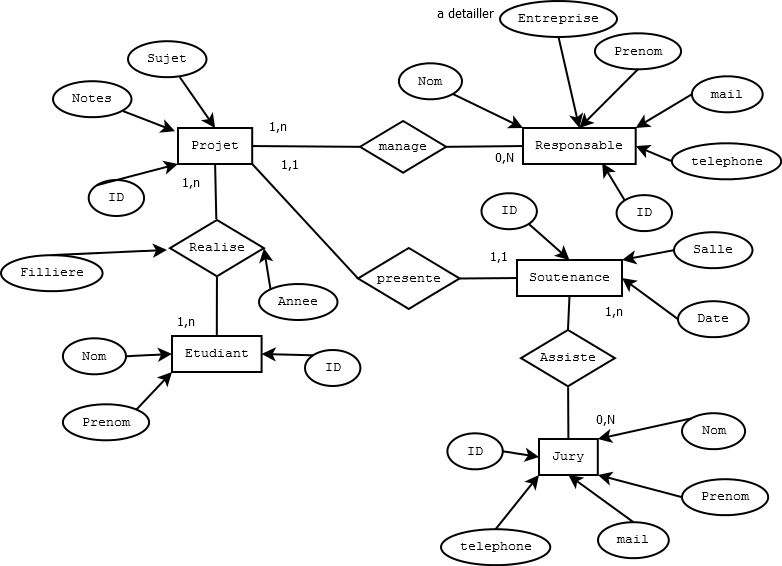 a detailler
Entreprise
Sujet
Prenom
Nom
mail
Notes
1,n
Projet
manage
Responsable
1,1
0,N
telephone
1,n
ID
ID
ID
Realise
Salle
Filliere
1,1
presente
Soutenance
Annee
1,n
Date
1,n
Nom
Etudiant
ID
Assiste
Prenom
0,N
Nom
ID
Jury
Prenom
telephone
mail